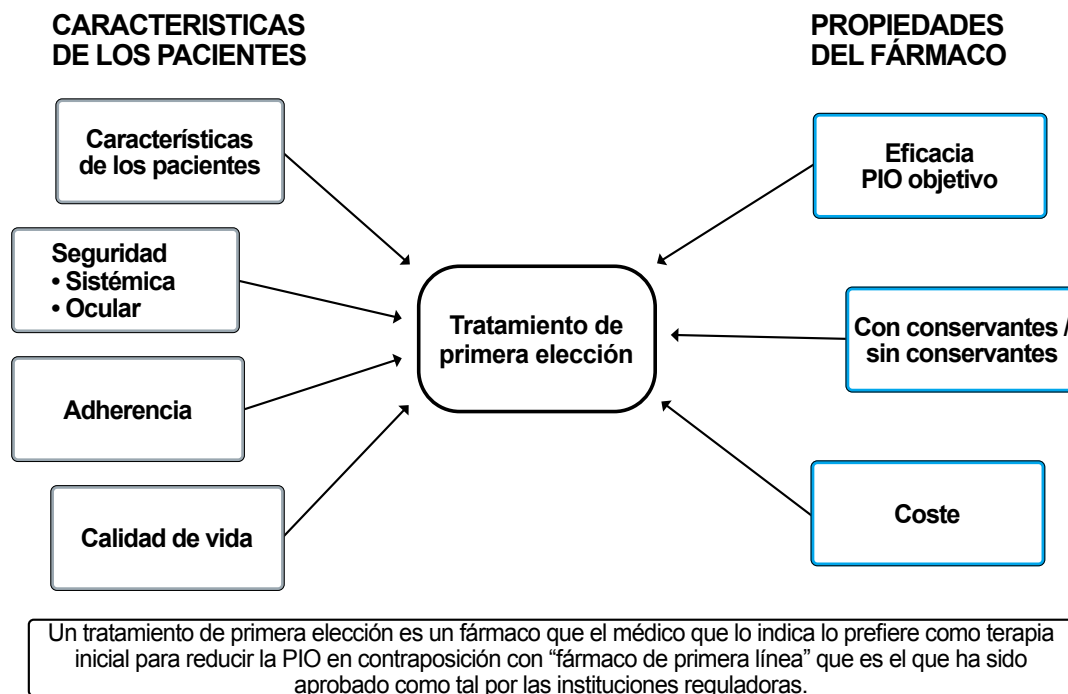 CARACTERISTICAS
DE LOS PACIENTES
PROPIEDADES
DEL FÁRMACO
Características
de los pacientes
Seguridad
• Sistémica
• Ocular
Adherencia
Calidad de vida
Tratamiento de
primera elección
Eficacia
PIO objetivo
Con conservantes /
sin conservantes
Coste
Un tratamiento de primera elección es un fármaco que el médico que lo indica lo prefiere como terapia
inicial para reducir la PIO en contraposición con “fármaco de primera línea” que es el que ha sido
aprobado como tal por las instituciones reguladoras.